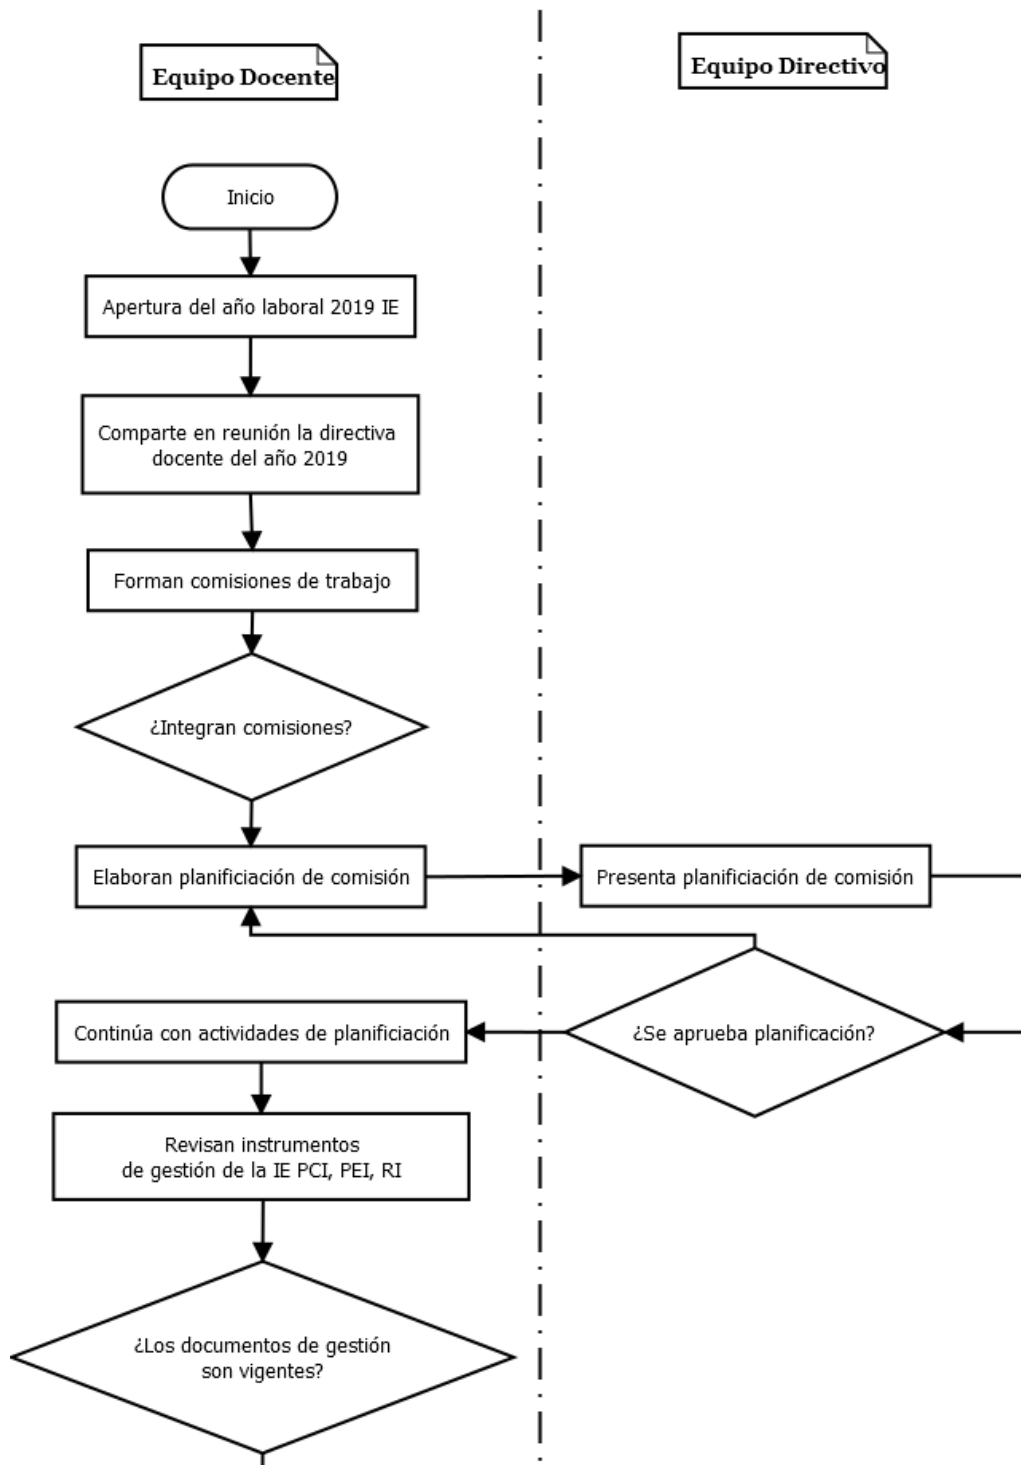 Equipo Docente
Equipo Directivo
Inicio
Apertura del año laboral 2019 IE
Comparte en reunión la directiva
docente del año 2019
Forman comisiones de trabajo
¿Integran comisiones?
Elaboran planificiación de comisión
Presenta planificiación de comisión
Continúa con actividades de planificiación
¿Se aprueba planificación?
Revisan instrumentos
de gestión de la IE PCI, PEI, RI
¿Los documentos de gestión
son vigentes?